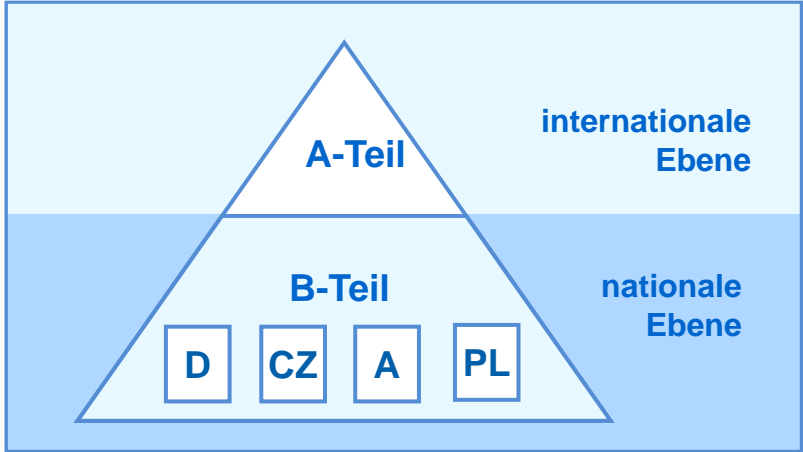 A-Teil
internationale
Ebene
B-Teil
nationale
Ebene
D CZ A PL